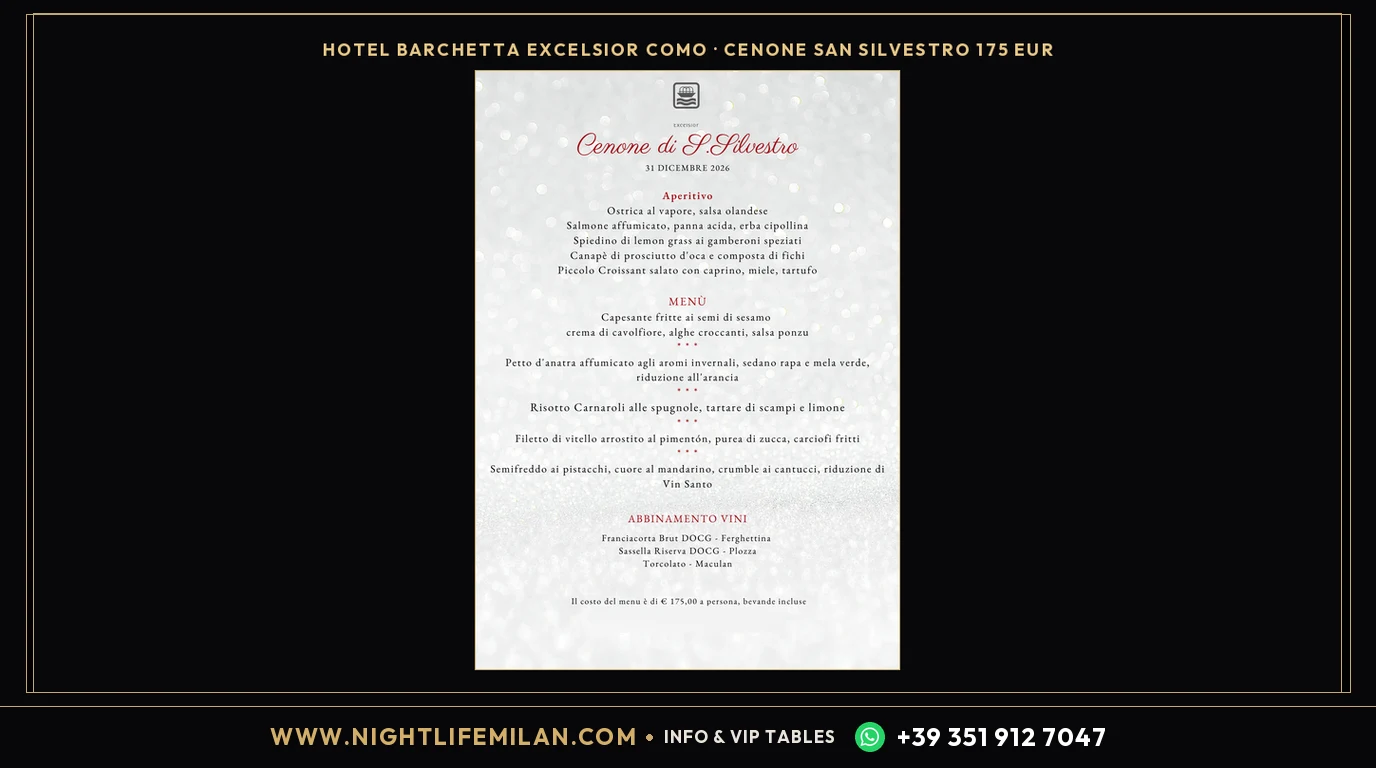 HOTEL BARCHETTA EXCELSIOR COMO · CENONE SAN SILVESTRO 175 EUR
EXCELSIOR
Cenone di S.Silvestro
31 DICEMBRE 2026
Aperitivo
Ostrica al vapore, salsa olandese
Salmone affumicato, panna acida, erba cipollina
Spiedino di lemon grass ai gamberoni speziati
Canapè di prosciutto d'oca e composta di fichi
Piccolo Croissant salato con caprino, miele, tartufo
MENÙ
Capesante fritte ai semi di sesamo
crema di cavolfiore, alghe croccanti, salsa ponzu
* * *
Petto d'anatra affumicato agli aromi invernali, sedano rapa e mela verde,
riduzione all'arancia
* * *
Risotto Carnaroli alle spugnole, tartare di scampi e limone
* * *
Filetto di vitello arrostito al pimentón, purea di zucca, carciofi fritti
* * *
Semifreddo ai pistacchi, cuore al mandarino, crumble ai cantucci, riduzione di
Vin Santo
ABBINAMENTO VINI
Franciacorta Brut DOCG - Ferghettina
Sassella Riserva DOCG - Plozza
Torcolato - Maculan
Il costo del menu è di € 175,00 a persona, bevande incluse
WWW.NIGHTLIFEMILAN.COM • INFO & VIP TABLES +39 351 912 7047